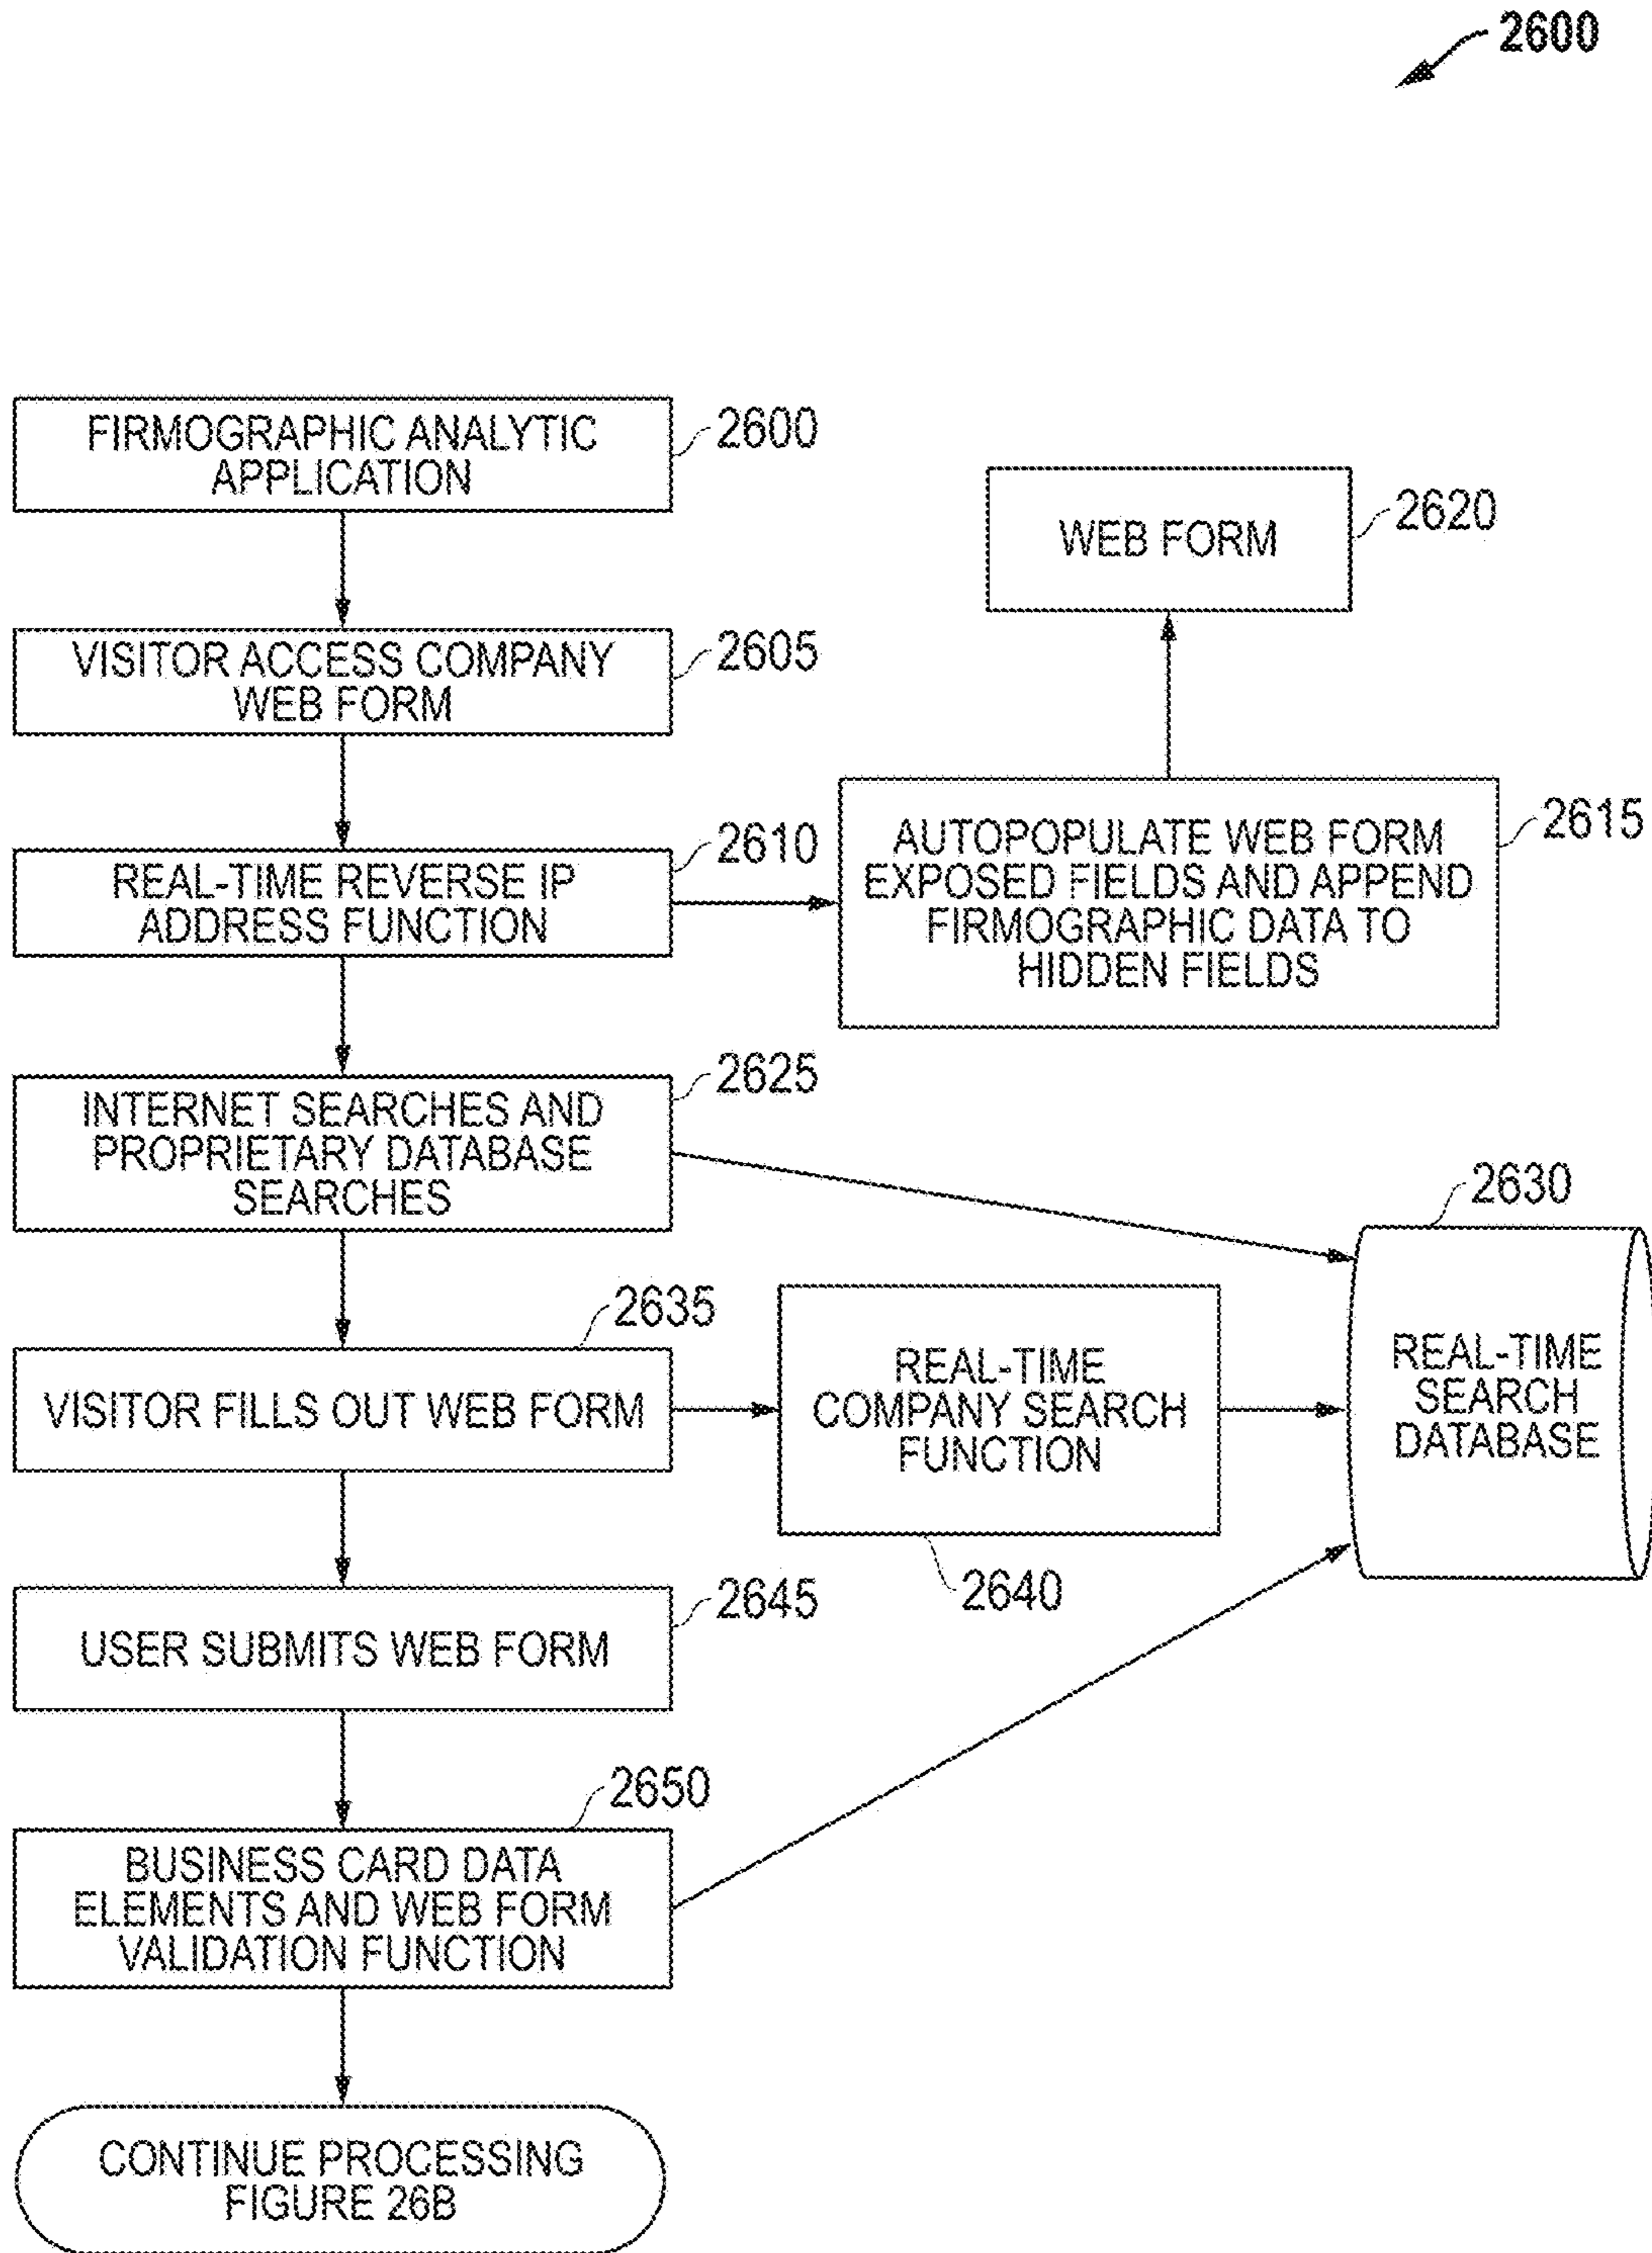 2600
FIRMOGRAPHIC ANALYTIC
APPLICATION
2600
WEB FORM
2620
VISITOR ACCESS COMPANY
WEB FORM
2605
REAL-TIME REVERSE IP
ADDRESS FUNCTION
2610
AUTOPOPULATE WEB FORM
EXPOSED FIELDS AND APPEND
FIRMOGRAPHIC DATA TO
HIDDEN FIELDS
2615
INTERNET SEARCHES AND
PROPRIETARY DATABASE
SEARCHES
2625
2630
REAL-TIME
SEARCH
DATABASE
2635
VISITOR FILLS OUT WEB FORM
REAL-TIME
COMPANY SEARCH
FUNCTION
2640
USER SUBMITS WEB FORM
2645
2650
BUSINESS CARD DATA
ELEMENTS AND WEB FORM
VALIDATION FUNCTION
CONTINUE PROCESSING
FIGURE 26B